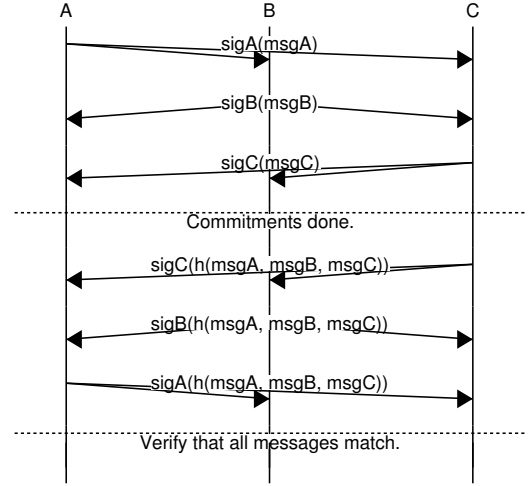 A B C
sigA(msgA)
sigB(msgB)
sigC(msgC)
Commitments done.
sigC(h(msgA, msgB, msgC))
sigB(h(msgA, msgB, msgC))
sigA(h(msgA, msgB, msgC))
Verify that all messages match.